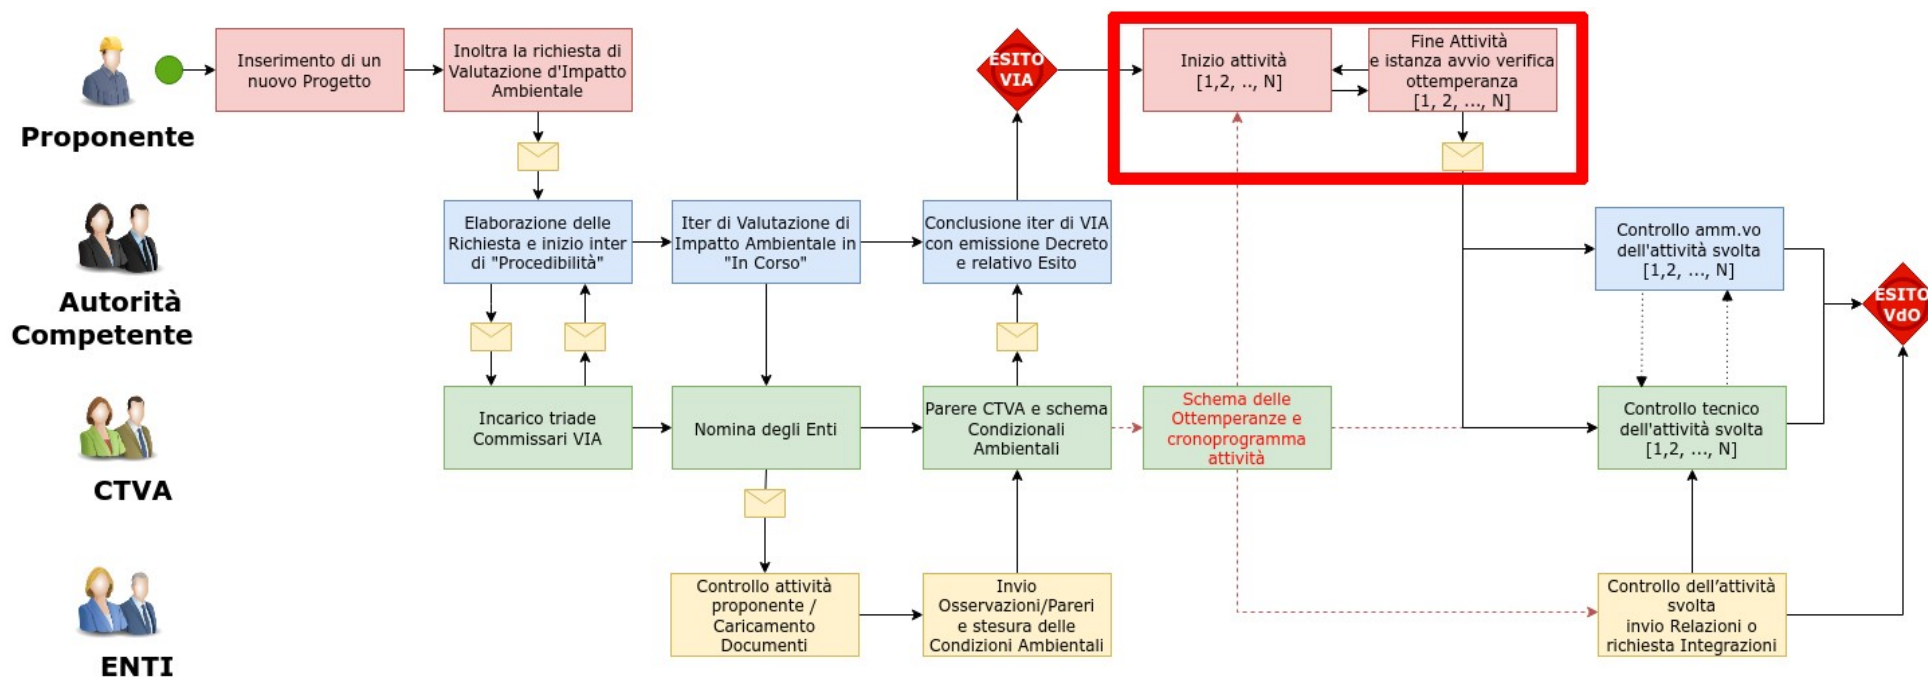 Proponente
Inserimento di un
nuovo Progetto
Inoltra la richiesta di
Valutazione d'Impatto
Ambientale
ESITO
VIA
Inizio attività
[1,2, .., N]
Fine Attività
e istanza avvio verifica
ottemperanza
[1, 2, ..., N]
Autorità
Competente
Elaborazione delle
Richiesta e inizio inter
di "Procedibilità"
Iter di Valutazione di
Impatto Ambientale in
"In Corso"
Conclusione iter di VIA
con emissione Decreto
e relativo Esito
Controllo amm.vo
dell'attività svolta
[1,2, ..., N]
ESITO
VdO
CTVA
Incarico triade
Commissari VIA
Nomina degli Enti
Parere CTVA e schema
Condizionali
Ambientali
Schema delle
Ottemperanze e
cronoprogramma
attività
Controllo tecnico
dell'attività svolta
[1,2, ..., N]
ENTI
Controllo attività
proponente /
Caricamento
Documenti
Invio
Osservazioni/Pareri
e stesura delle
Condizioni Ambientali
Controllo dell’attività
svolta
invio Relazioni o
richiesta Integrazioni